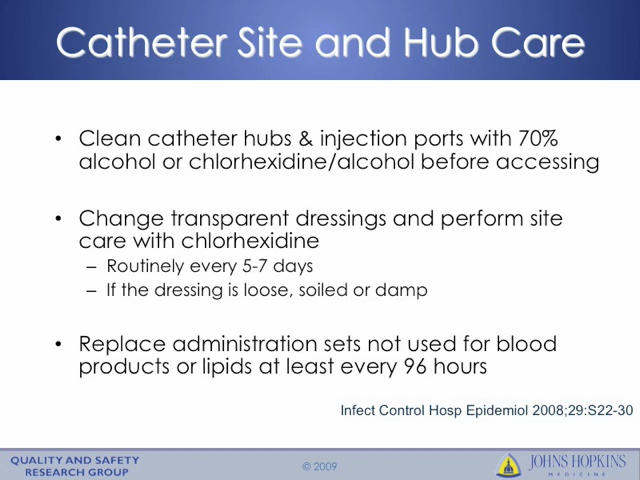 Catheter Site and Hub Care
• Clean catheter hubs & injection ports with 70%
alcohol or chlorhexidine/alcohol before accessing
• Change transparent dressings and perform site
care with chlorhexidine
– Routinely every 5-7 days
– If the dressing is loose, soiled or damp
• Replace administration sets not used for blood
products or lipids at least every 96 hours
Infect Control Hosp Epidemiol 2008;29:S22-30
QUALITY AND SAFETY
RESEARCH GROUP
© 2009
JOHNS HOPKINS
MEDICINE